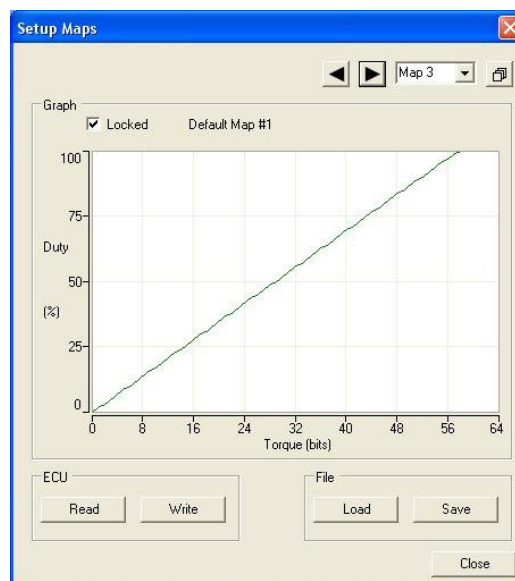 Setup Maps
Map 3
Graph
Locked Default Map #1
100
75
Duty
50
(%)
25
0
0 8 16 24 32 40 48 56 64
Torque (bits)
ECU File
Read Write Load Save
Close